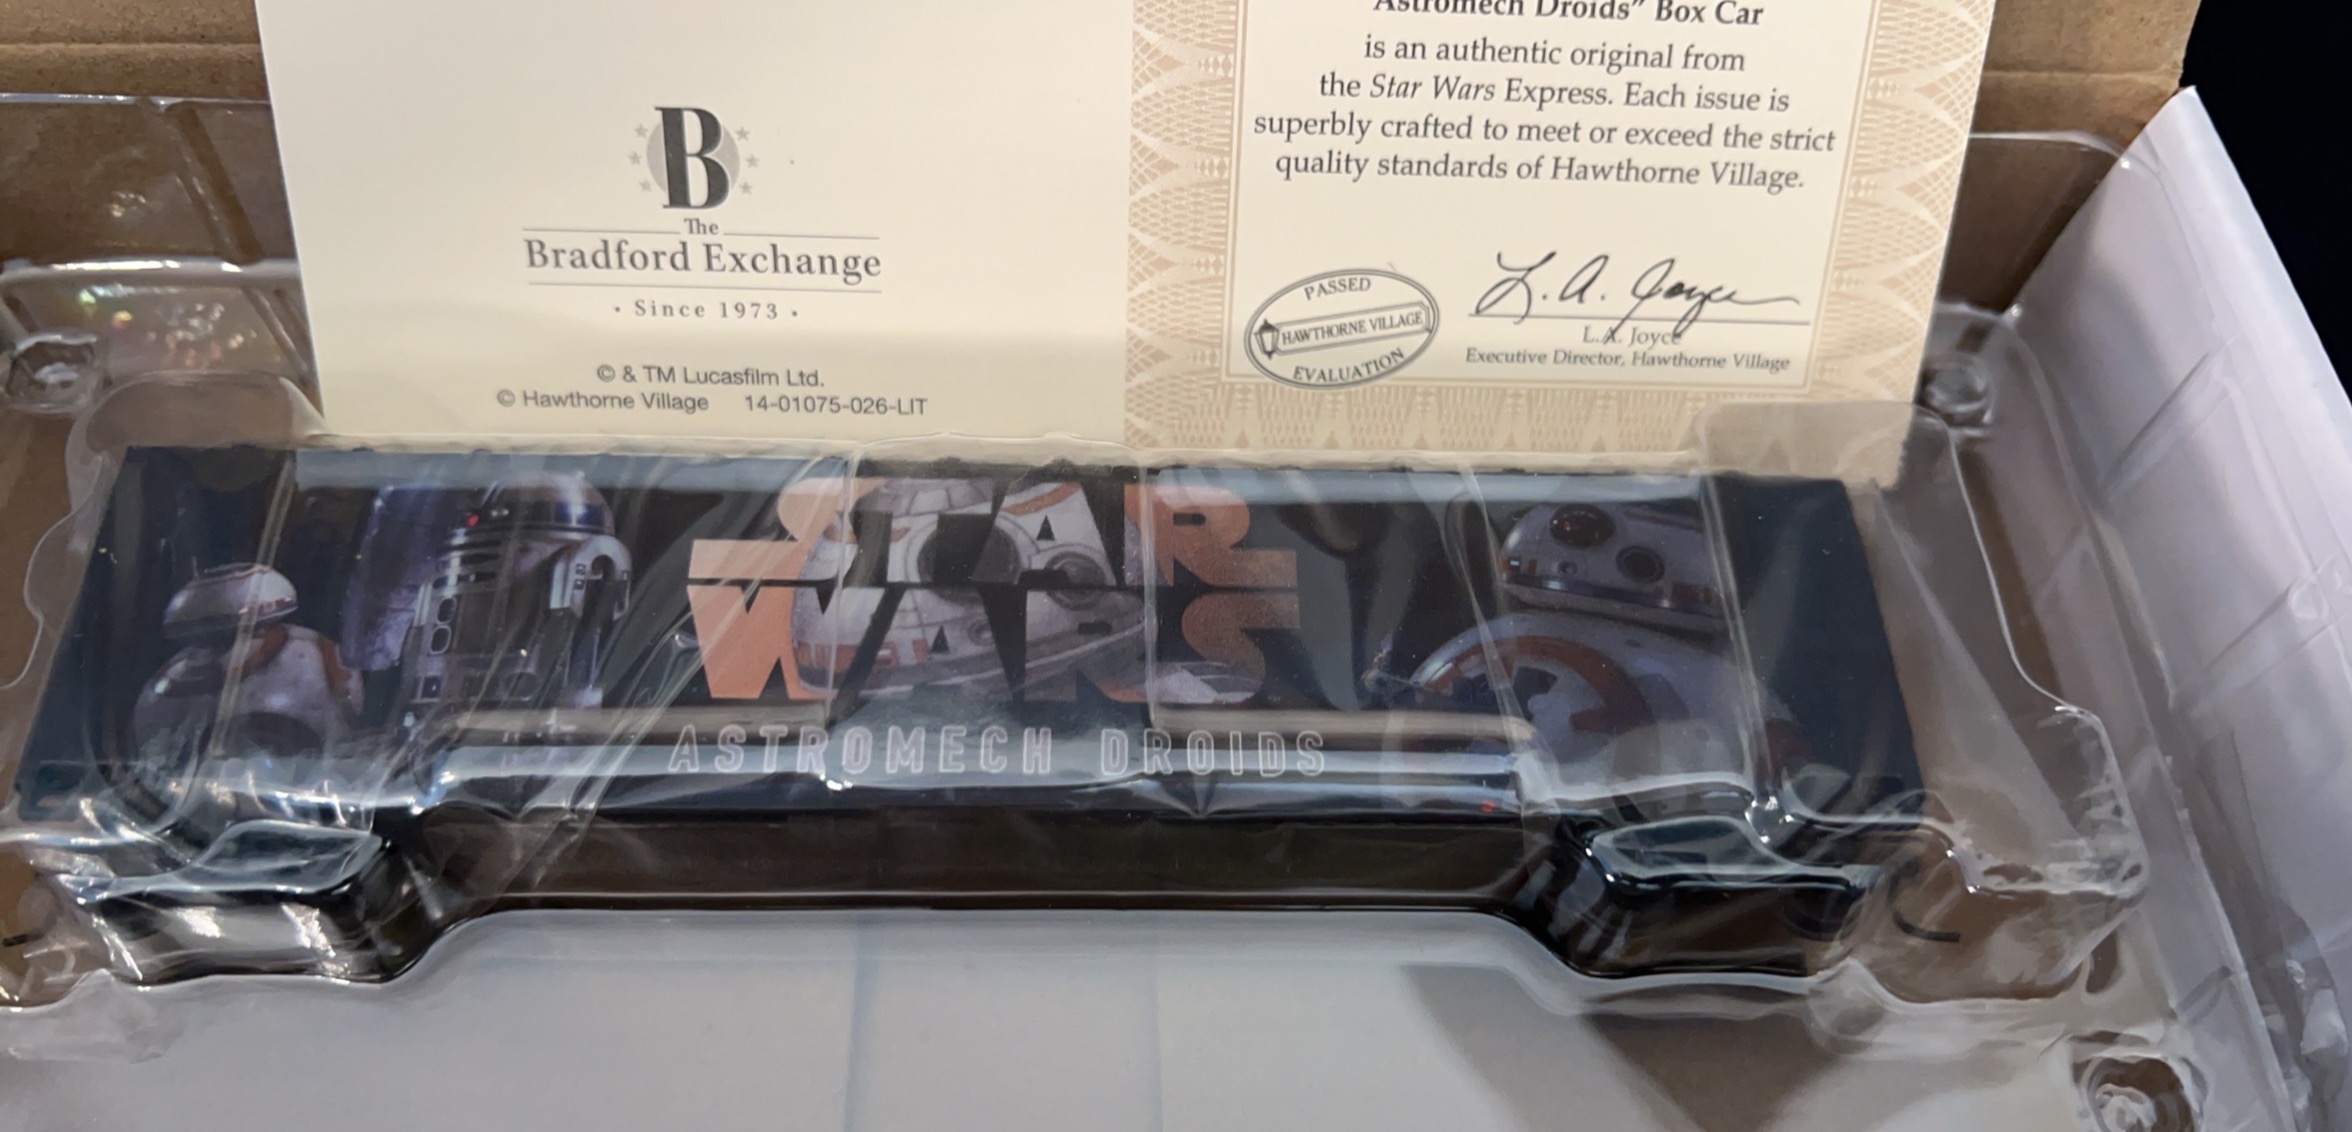 Astromech Droids" Box Car
is an authentic original from
the Star Wars Express. Each issue is
superbly crafted to meet or exceed the strict
quality standards of Hawthorne Village.
B
The
Bradford Exchange
• Since 1973 •
© & TM Lucasfilm Ltd.
© Hawthorne Village 14-01075-026-LIT
PASSED
HAWTHORNE VILLAGE
EVALUATION
L. A. Joyce
L.A. Joyce
Executive Director, Hawthorne Village
STAR
WARS
ASTROMECH DROIDS